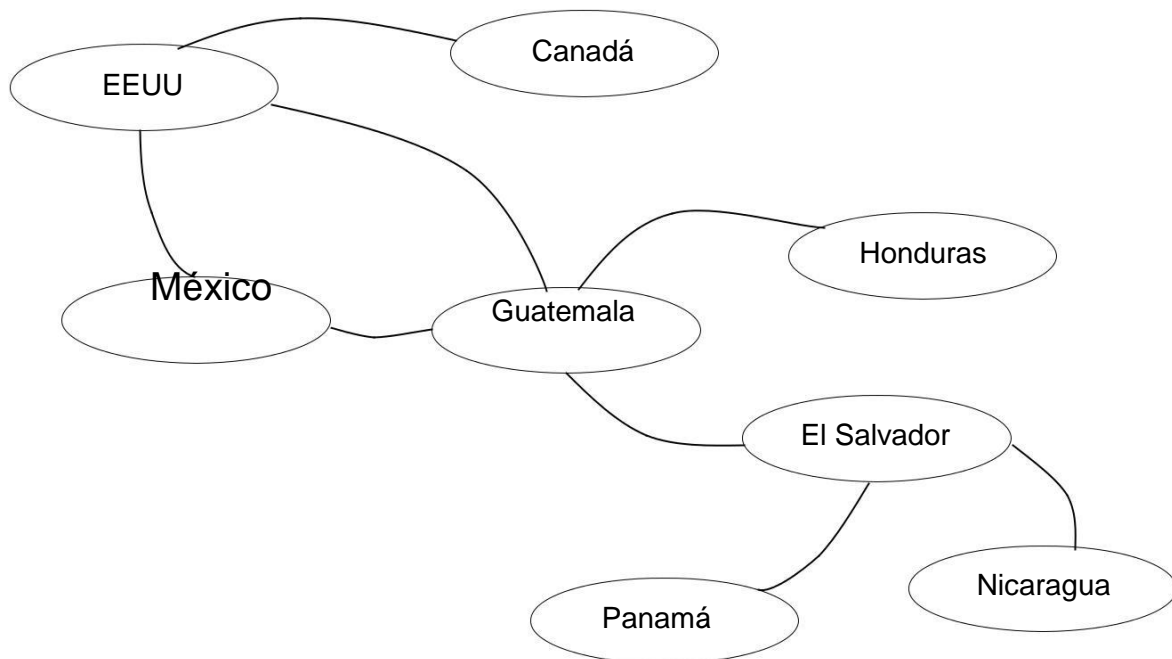 Canadá
EEUU
Honduras
México
Guatemala
El Salvador
Nicaragua
Panamá